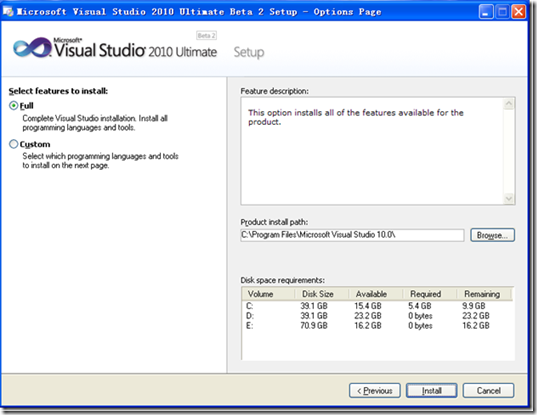 Microsoft Visual Studio 2010 Ultimate Beta 2 Setup - Options Page
Beta 2
Microsoft®
Visual Studio® 2010 Ultimate Setup
Select features to install:
Full
Complete Visual Studio installation. Install all
programming languages and tools.
Custom
Select which programming languages and tools
to install on the next page.
Feature description:
This option installs all of the features available for the
product.
Product install path:
C:\Program Files\Microsoft Visual Studio 10.0\
Browse...
Disk space requirements:
Volume Disk Size Available Required Remaining
C: 39.1 GB 15.4 GB 5.4 GB 9.9 GB
D: 39.1 GB 23.2 GB 0 bytes 23.2 GB
E: 70.9 GB 16.2 GB 0 bytes 16.2 GB
< Previous Install Cancel